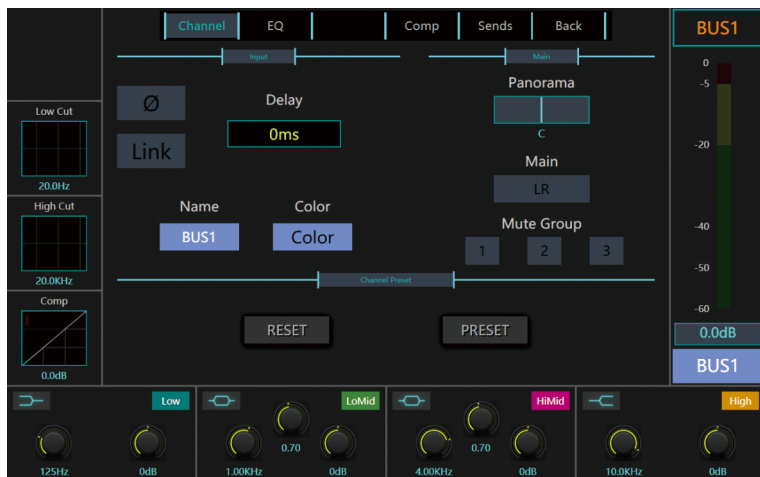 Channel EQ Comp Sends Back
BUS1
Input
Main
0
-5
-20
-40
-50
-60
Low Cut
20.0Hz
High Cut
20.0KHz
Comp
0.0dB
Ø
Link
Delay
0ms
Panorama
C
Main
LR
Name
BUS1
Color
Color
Mute Group
1 2 3
Channel Preset
RESET
PRESET
0.0dB
BUS1
Low
125Hz
0dB
LoMid
0.70
1.00KHz
0dB
HiMid
0.70
4.00KHz
0dB
High
10.0KHz
0dB